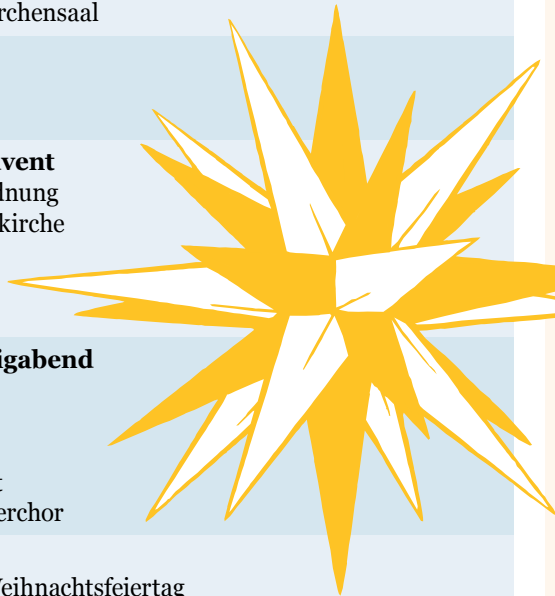 rchensaal
vent
dnung
kirche
igabend
t
erchor
Weihnachtsfeiertag